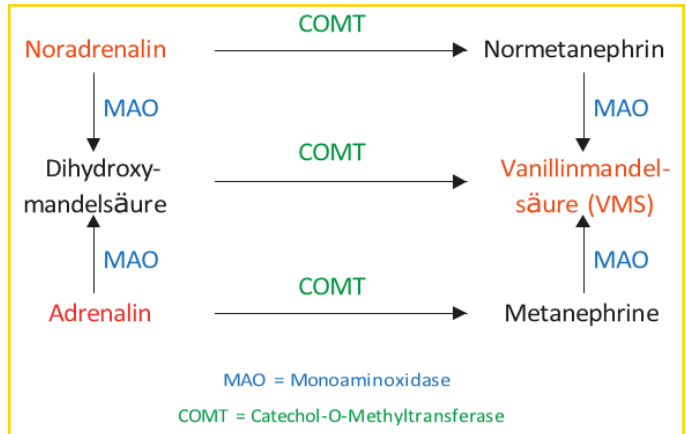 COMT
Noradrenalin
Normetanephrin
MAO
MAO
Dihydroxy-
mandelsäure
COMT
Vanillinmandel-
säure (VMS)
MAO
MAO
COMT
Adrenalin
Metanephrine
MAO = Monoaminoxidase
COMT = Catechol-O-Methyltransferase